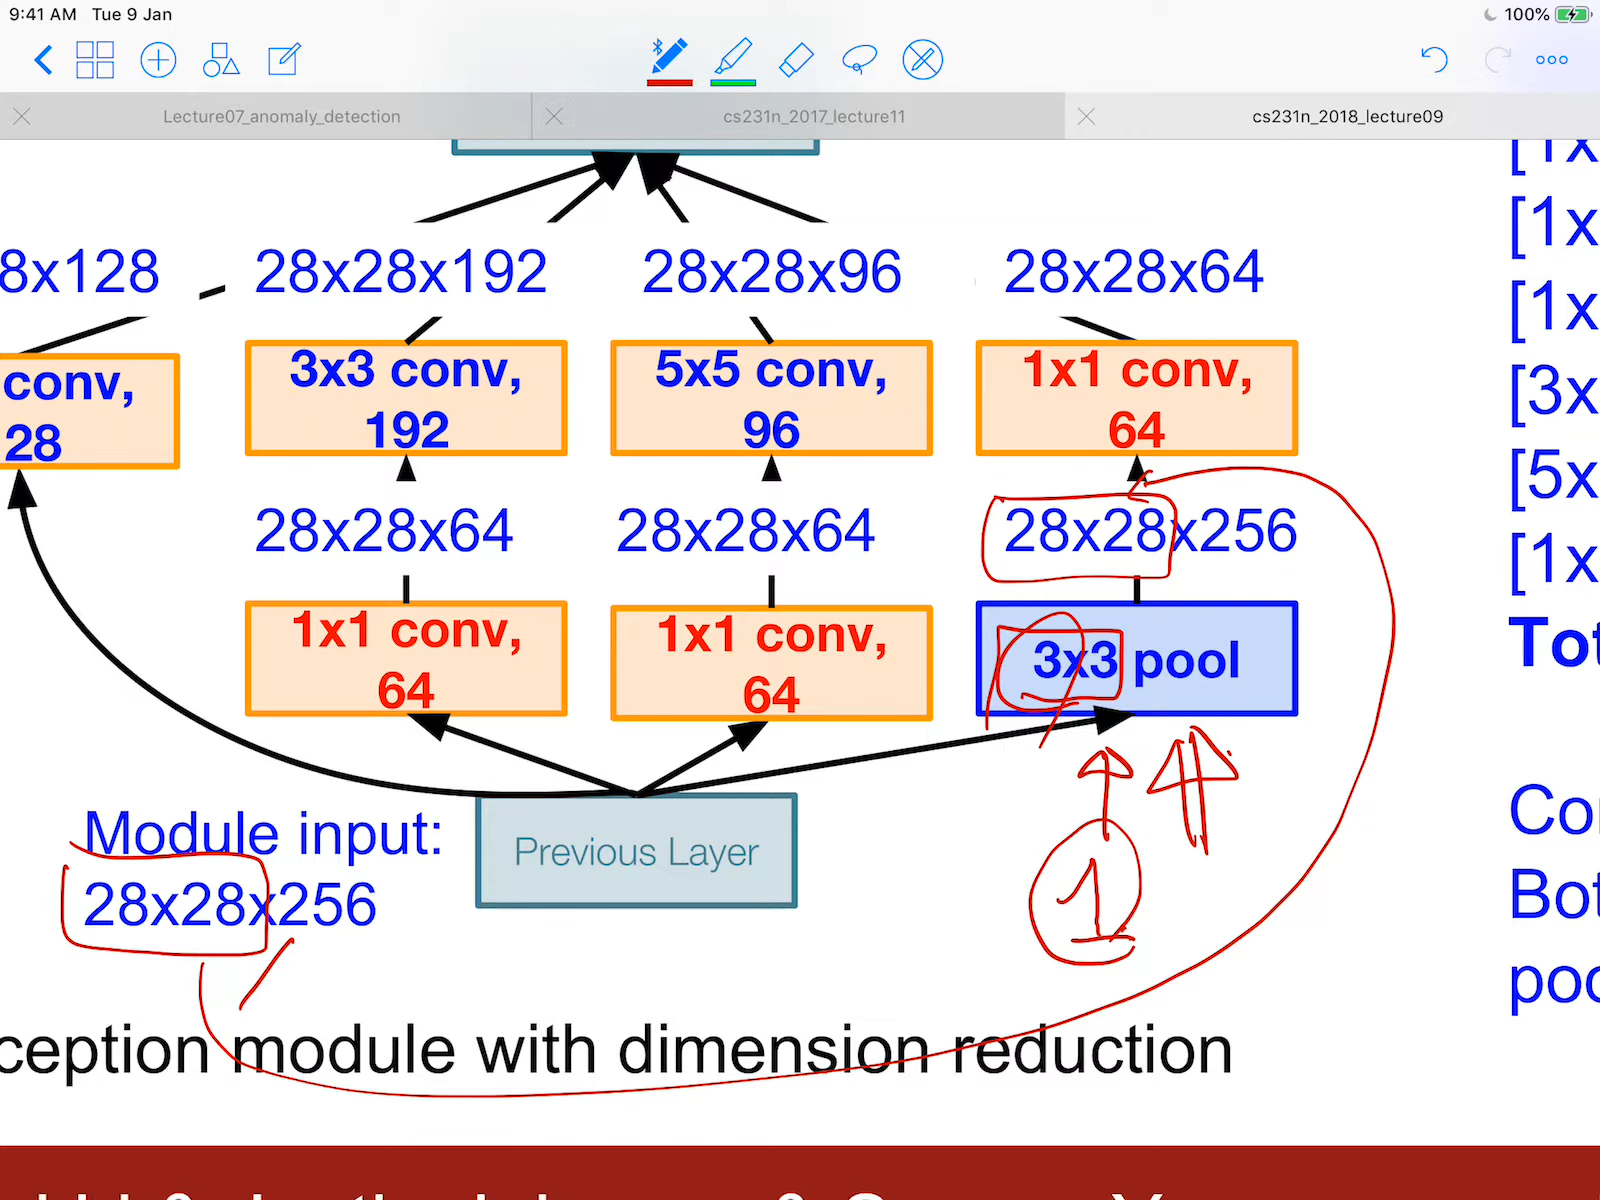 9:41 AM Tue 9 Jan
100%
Lecture07_anomaly_detection
cs231n_2017_lecture11
cs231n_2018_lecture09
[1x
8x128
28x28x192
28x28x96
28x28x64
[1x
[1x
conv,
28
3x3 conv,
192
5x5 conv,
96
1x1 conv,
64
[3x
[5x
28x28x64
28x28x64
28x28x256
[1x
1x1 conv,
64
1x1 conv,
64
3x3 pool
Tot
Module input:
28x28x256
Previous Layer
1
Co
Bot
poo
ception module with dimension reduction